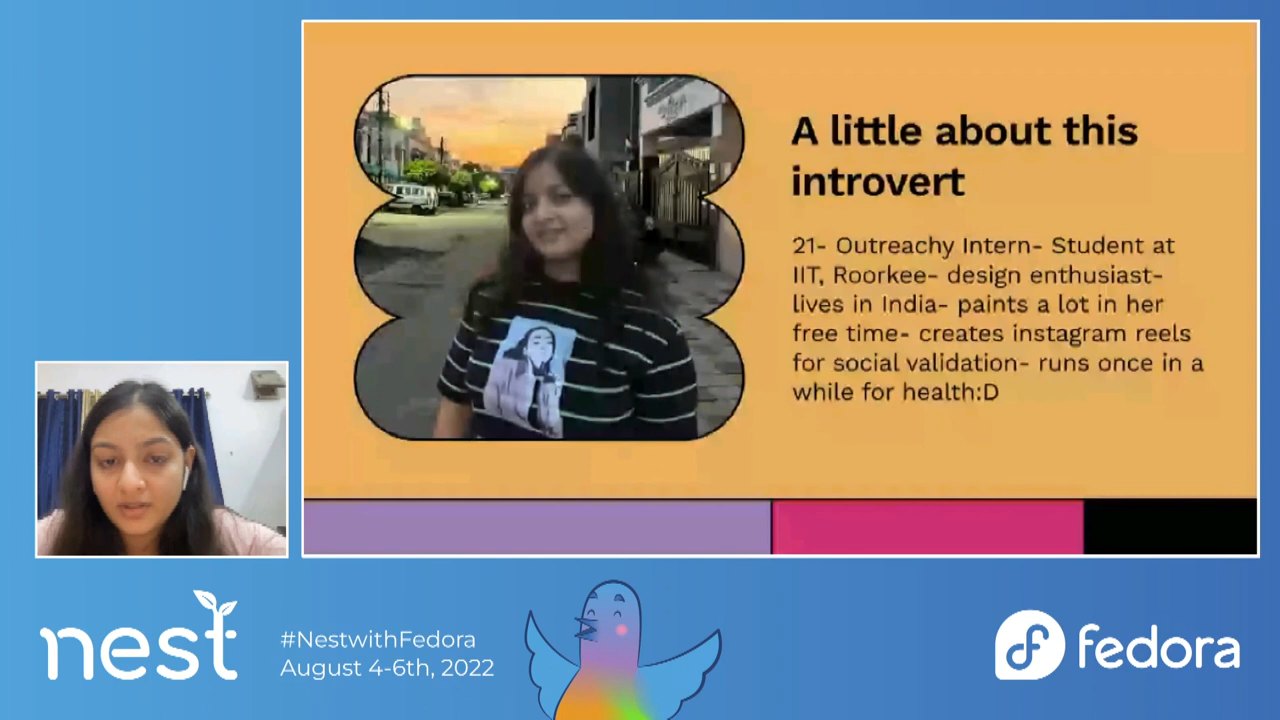 A little about this
introvert
21- Outreachy Intern- Student at
IIT, Roorkee- design enthusiast-
lives in India- paints a lot in her
free time- creates instagram reels
for social validation- runs once in a
while for health:D
nest
#NestwithFedora
August 4-6th, 2022
fedora